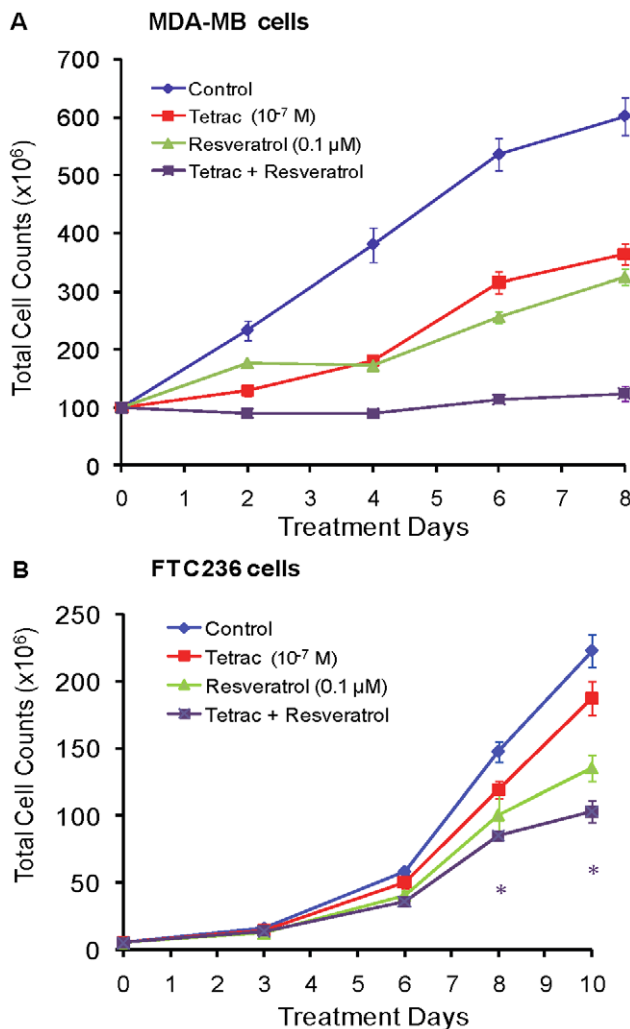 A MDA-MB cells
700
600
500
400
300
200
100
0
Total Cell Counts (x10⁶)
Control
Tetrac (10⁻⁷ M)
Resveratrol (0.1 µM)
Tetrac + Resveratrol
0 1 2 3 4 5 6 7 8
Treatment Days
B FTC236 cells
250
200
150
100
50
0
Total Cell Counts (x10⁶)
Control
Tetrac (10⁻⁷ M)
Resveratrol (0.1 µM)
Tetrac + Resveratrol
* *
0 1 2 3 4 5 6 7 8 9 10
Treatment Days